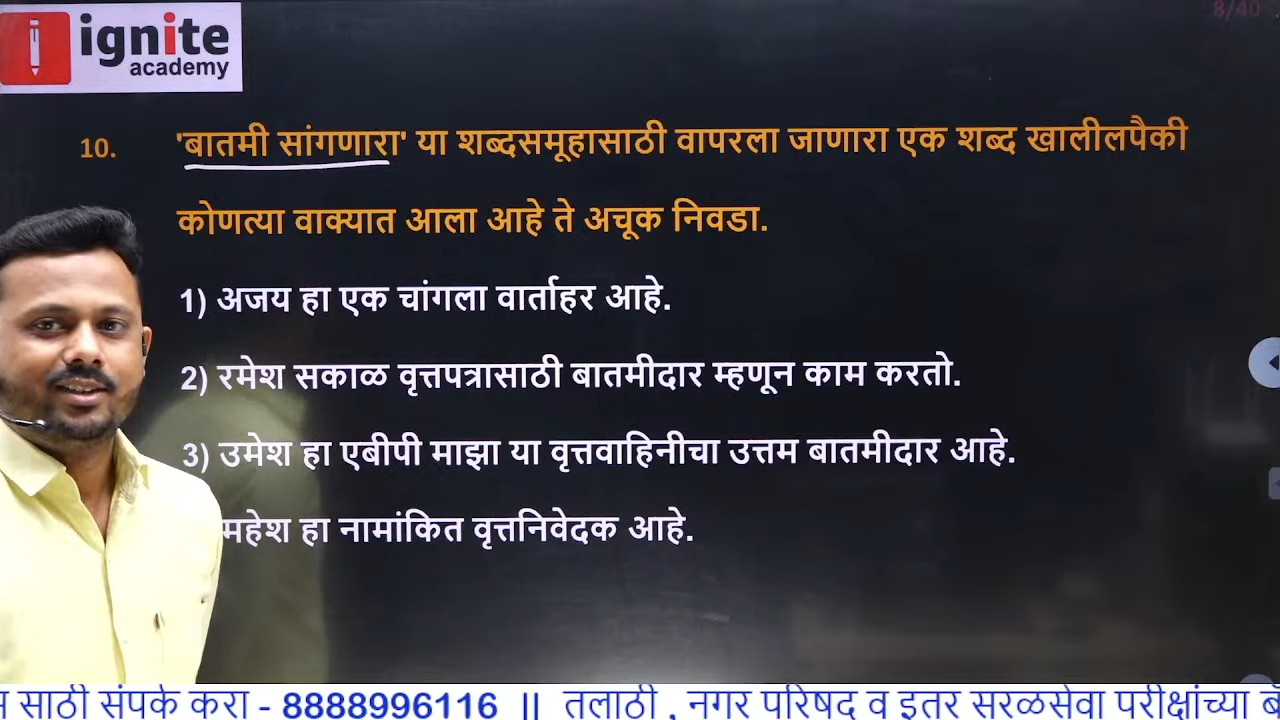 8/40
ignite
academy
10. 'बातमी सांगणारा' या शब्दसमूहासाठी वापरला जाणारा एक शब्द खालीलपैकी
कोणत्या वाक्यात आला आहे ते अचूक निवडा.
1) अजय हा एक चांगला वार्ताहर आहे.
2) रमेश सकाळ वृत्तपत्रासाठी बातमीदार म्हणून काम करतो.
3) उमेश हा एबीपी माझा या वृत्तवाहिनीचा उत्तम बातमीदार आहे.
महेश हा नामांकित वृत्तनिवेदक आहे.
साठी संपर्क करा - 8888996116 || तलाठी , नगर परिषद व इतर सरळसेवा परीक्षांच्या